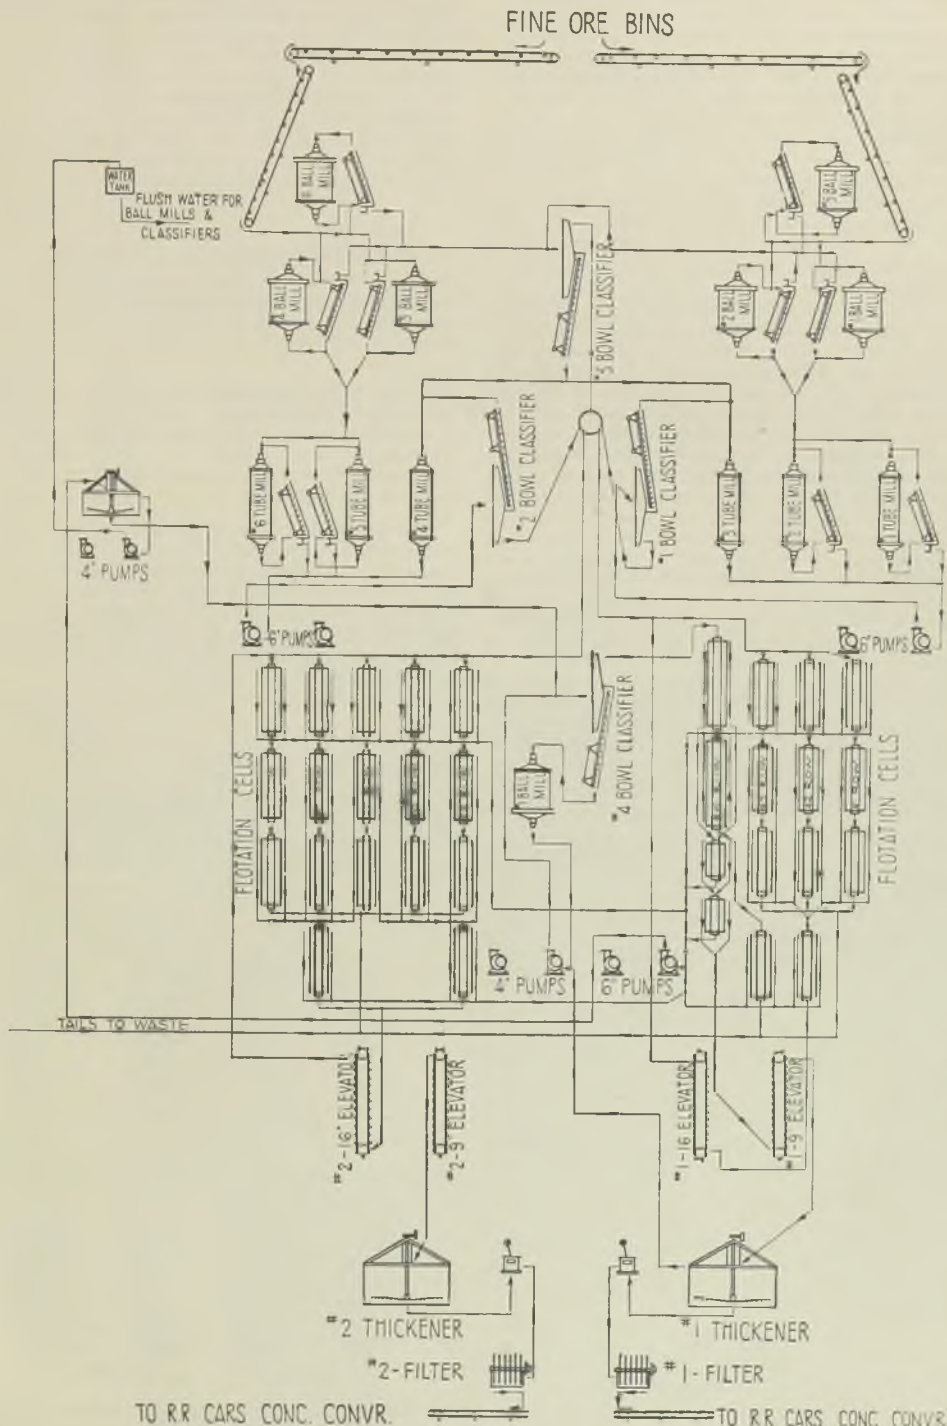 FINE ORE BINS
WATER
TANK
FLUSH WATER FOR
BALL MILLS &
CLASSIFIERS
BALL
MILL
BALL
MILL
#4 BALL
MILL
BALL
MILL
#3 BOWL CLASSIFIER
#2 BALL
MILL
#1 BALL
MILL
#6 TUBE MILL
TUBE MILL
#4 TUBE MILL
#2 BOWL CLASSIFIER
#1 BOWL CLASSIFIER
TUBE MILL
TUBE MILL
TUBE MILL
4" PUMPS
6" PUMPS
6" PUMPS
FLOTATION CELLS
BALL
MILL
#4 BOWL CLASSIFIER
FLOTATION CELLS
4" PUMPS
6" PUMPS
TAILS TO WASTE
#2-16" ELEVATOR
#2-9" ELEVATOR
#1-16 ELEVATOR
#1-9" ELEVATOR
#2 THICKENER
#1 THICKENER
#2-FILTER
#1-FILTER
TO R.R CARS CONC. CONVR.
TO R.R CARS CONC. CONVR